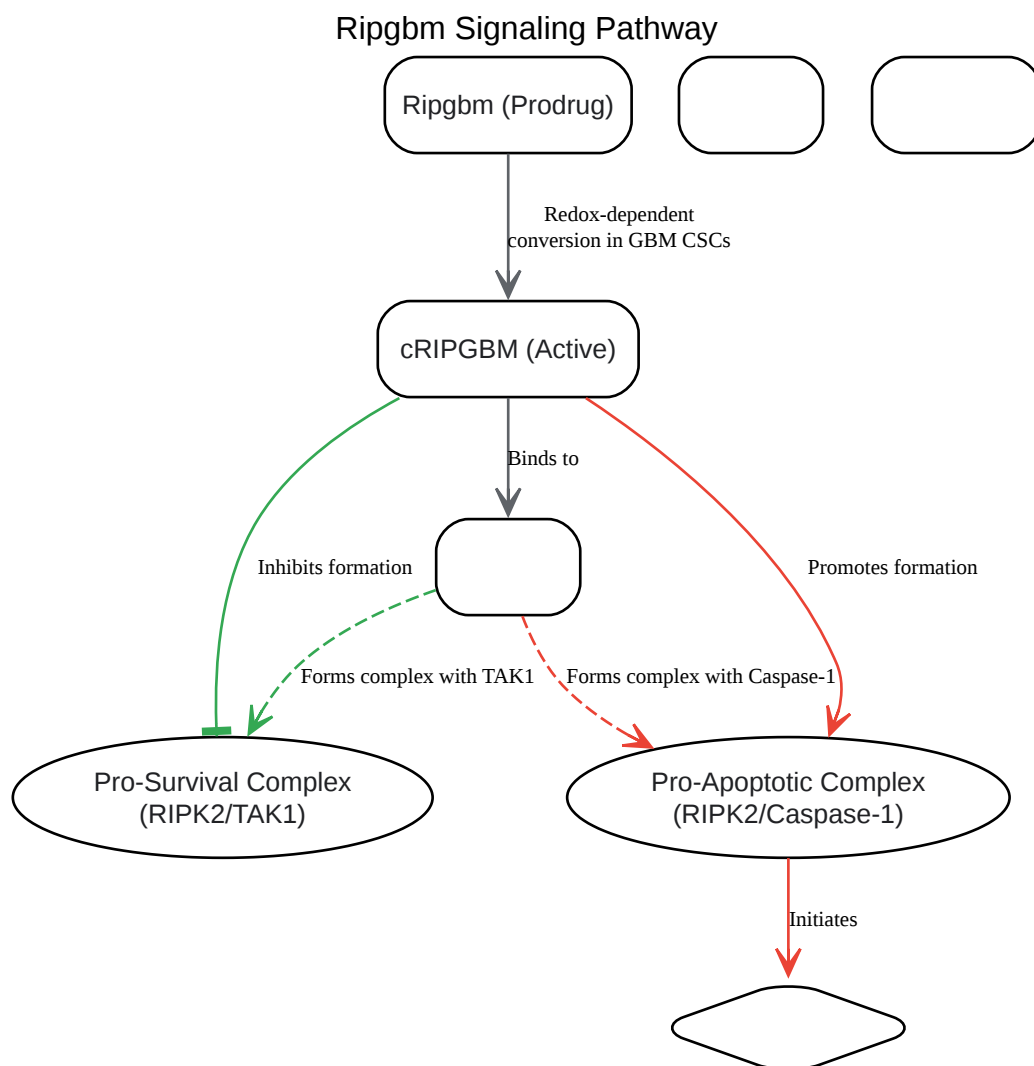 Ripgbm Signaling Pathway
Ripgbm (Prodrug)
Redox-dependent
conversion in GBM CSCs
cRIPGBM (Active)
Binds to
Inhibits formation
Promotes formation
Forms complex with TAK1
Forms complex with Caspase-1
Pro-Survival Complex
(RIPK2/TAK1)
Pro-Apoptotic Complex
(RIPK2/Caspase-1)
Initiates